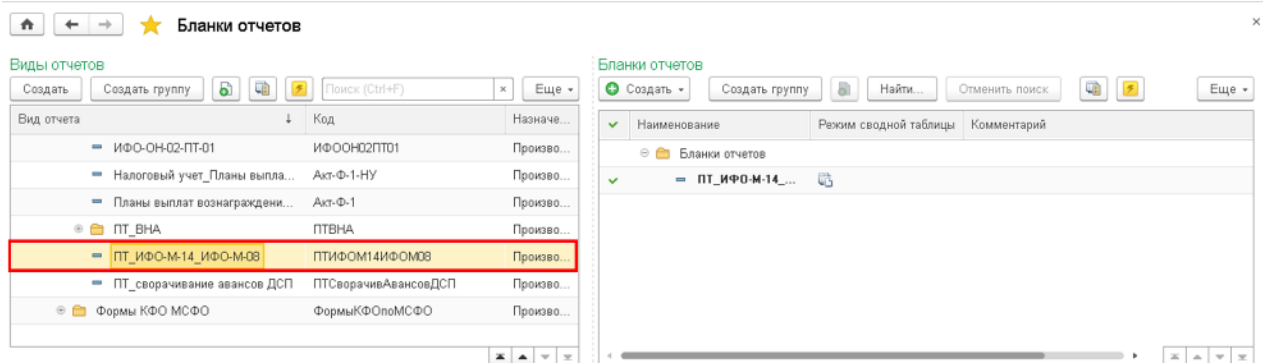 Бланки отчетов
Виды отчетов
Создать Создать группу Поиск (Ctrl+F) × Еще
Вид отчета ↓ Код Назначе...
ИФО-ОН-02-ПТ-01 ИФООН02ПТ01 Произво...
Налоговый учет_Планы выпла... Акт-Ф-1-НУ Произво...
Планы выплат вознаграждени... Акт-Ф-1 Произво...
ПТ_ВНА ПТВНА Произво...
ПТ_ИФО-М-14_ИФО-М-08 ПТИФОМ14ИФОМ08 Произво...
ПТ_сворачивание авансов ДСП ПТСворачивАвансовДСП Произво...
Формы КФО МСФО ФормыКФОпоМСФО Произво...
Бланки отчетов
Создать Создать группу Найти... Отменить поиск Еще
Наименование Режим сводной таблицы Комментарий
Бланки отчетов
ПТ_ИФО-М-14_...